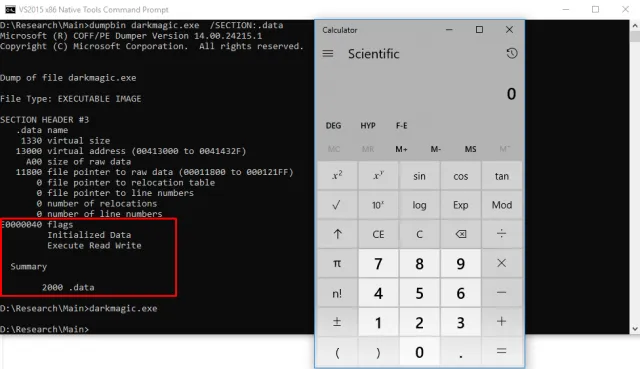 VS2015 x86 Native Tools Command Prompt
D:\Research\Main>dumpbin darkmagic.exe  /SECTION:.data
Microsoft (R) COFF/PE Dumper Version 14.00.24215.1
Copyright (C) Microsoft Corporation.  All rights reserved.
Dump of file darkmagic.exe
File Type: EXECUTABLE IMAGE
SECTION HEADER #3
.data name
1330 virtual size
13000 virtual address (00413000 to 0041432F)
A00 size of raw data
11800 file pointer to raw data (00011800 to 000121FF)
0 file pointer to relocation table
0 file pointer to line numbers
0 number of relocations
0 number of line numbers
E0000040 flags
Initialized Data
Execute Read Write
Summary
2000 .data
D:\Research\Main>darkmagic.exe
D:\Research\Main>
Calculator
Scientific
0
DEG HYP F-E
MC MR M+ M- MS M˅
x² xʸ sin cos tan
√ 10ˣ log Exp Mod
↑ CE C ⌫ ÷
π 7 8 9 ×
n! 4 5 6 −
± 1 2 3 +
( ) 0 . =